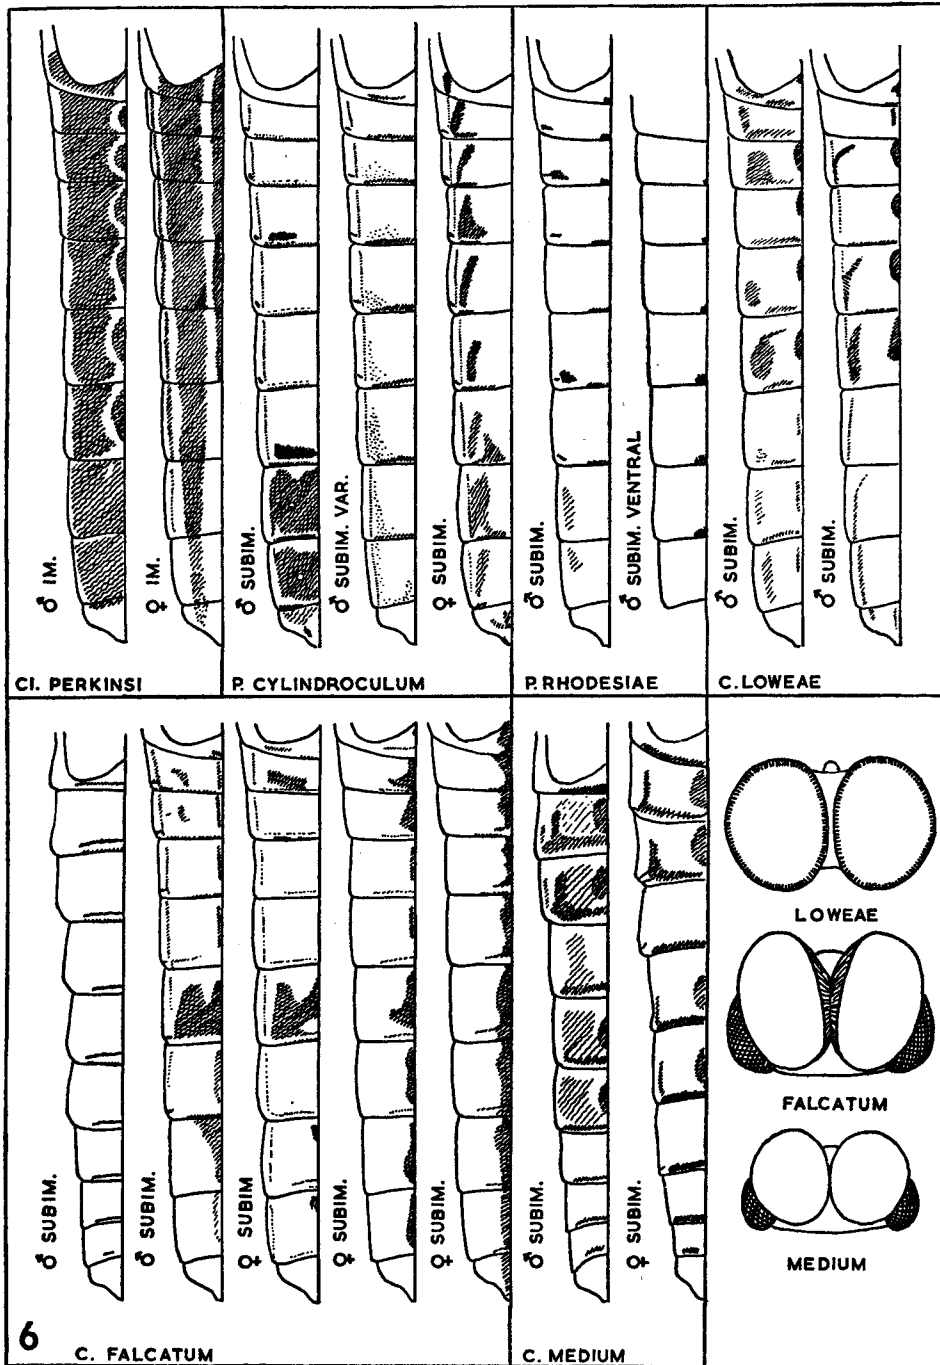 ♂ IM.
♀ IM.
♂ SUBIM.
♂ SUBIM. VAR.
♀ SUBIM.
♂ SUBIM.
♂ SUBIM. VENTRAL
♂ SUBIM.
♂ SUBIM.
CI. PERKINSI
P. CYLINDROCULUM
P. RHODESIAE
C. LOWEAE
♂ SUBIM.
♂ SUBIM.
♀ SUBIM
♀ SUBIM.
♀ SUBIM.
♂ SUBIM.
♀ SUBIM.
LOWEAE
FALCATUM
MEDIUM
6
C. FALCATUM
C. MEDIUM